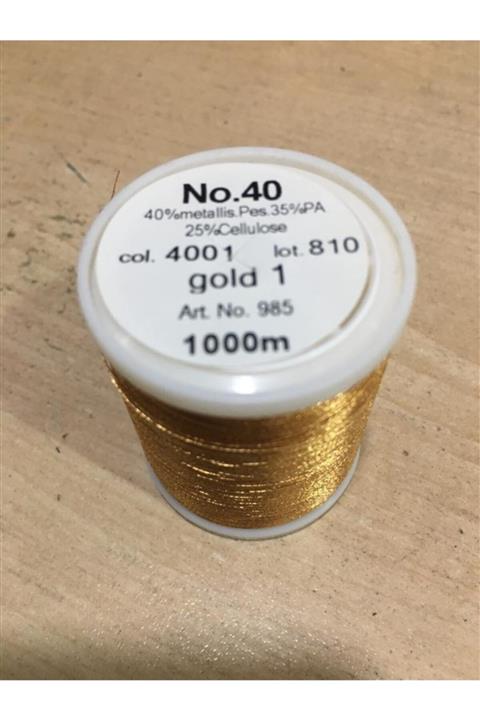 No.40
40%metallis.Pes.35%PA
25%Cellulose
col. 4001 lot. 810
gold 1
Art. No. 985
1000m